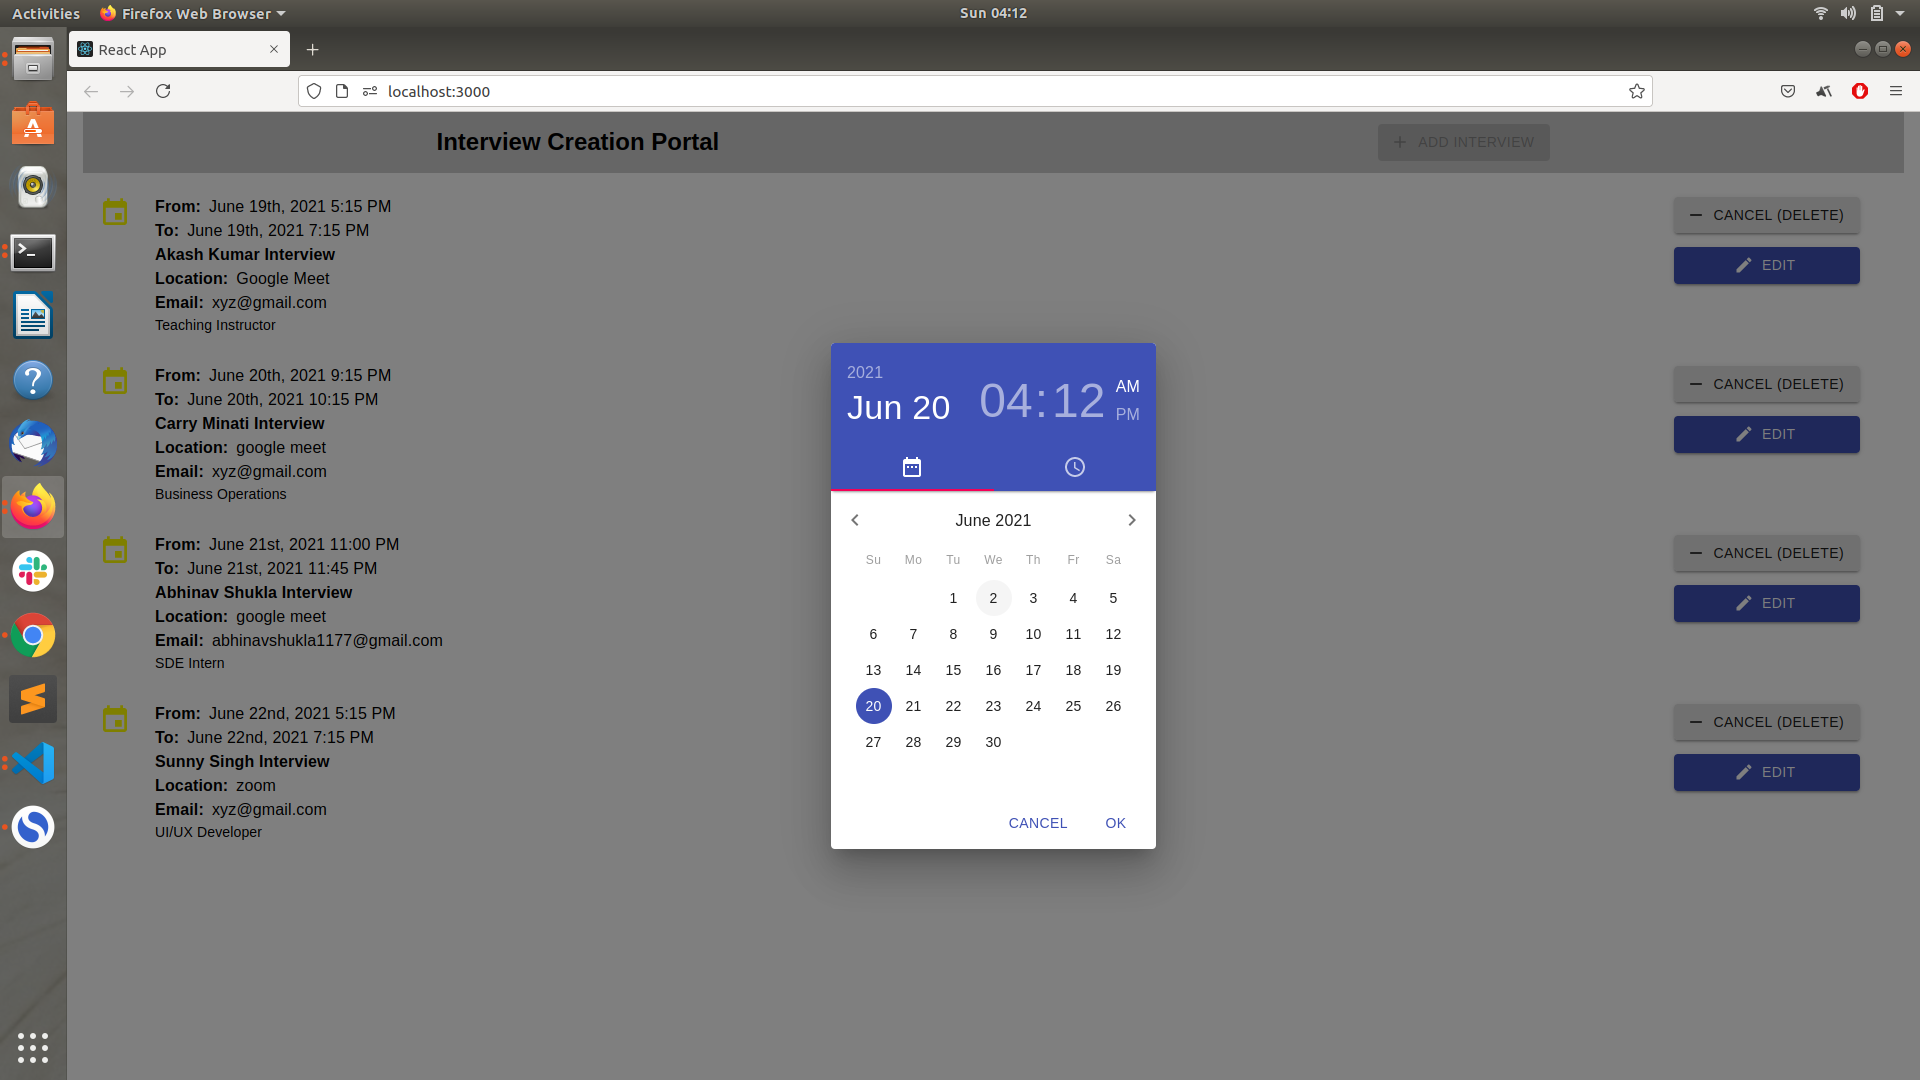 Activities
Firefox Web Browser
Sun 04:12
React App
localhost:3000
Interview Creation Portal
ADD INTERVIEW
From: June 19th, 2021 5:15 PM
To: June 19th, 2021 7:15 PM
Akash Kumar Interview
Location: Google Meet
Email: xyz@gmail.com
Teaching Instructor
CANCEL (DELETE)
EDIT
From: June 20th, 2021 9:15 PM
To: June 20th, 2021 10:15 PM
Carry Minati Interview
Location: google meet
Email: xyz@gmail.com
Business Operations
CANCEL (DELETE)
EDIT
From: June 21st, 2021 11:00 PM
To: June 21st, 2021 11:45 PM
Abhinav Shukla Interview
Location: google meet
Email: abhinavshukla1177@gmail.com
SDE Intern
CANCEL (DELETE)
EDIT
From: June 22nd, 2021 5:15 PM
To: June 22nd, 2021 7:15 PM
Sunny Singh Interview
Location: zoom
Email: xyz@gmail.com
UI/UX Developer
CANCEL (DELETE)
EDIT
2021
Jun 20
04:12
AM
PM
June 2021
Su Mo Tu We Th Fr Sa
1 2 3 4 5
6 7 8 9 10 11 12
13 14 15 16 17 18 19
20 21 22 23 24 25 26
27 28 29 30
CANCEL
OK